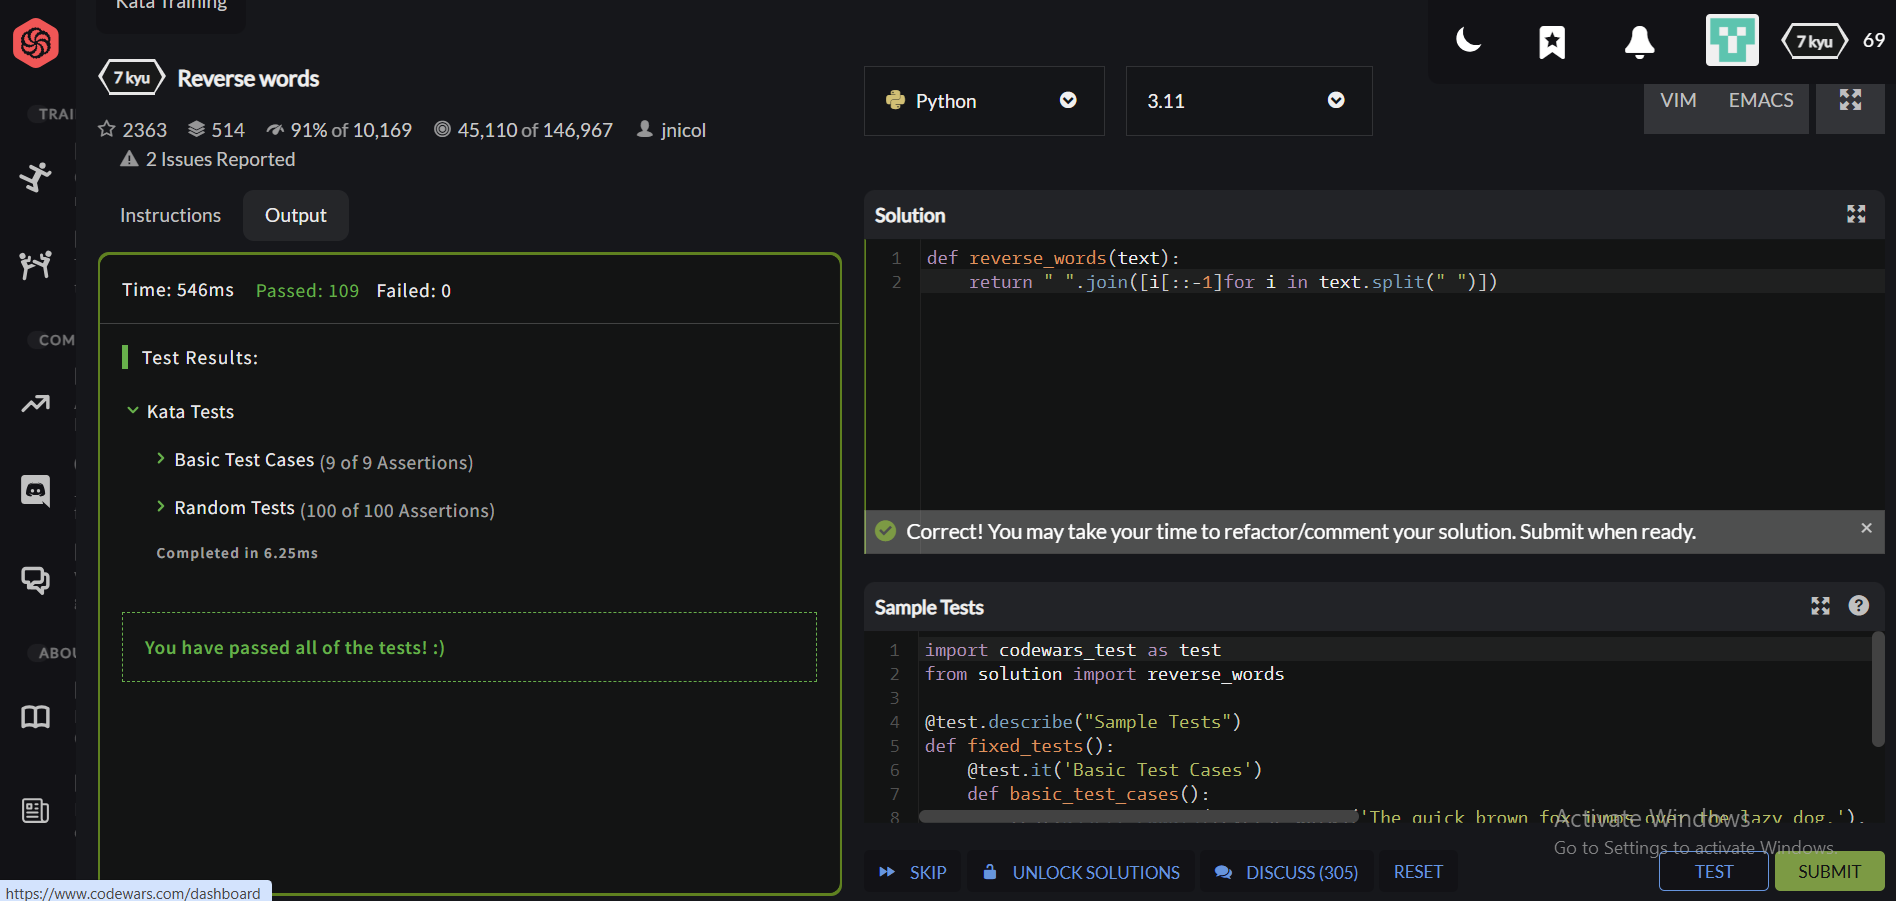 Kata Training
7 kyu
69
7 kyu Reverse words
Python
3.11
VIM EMACS
2363 514 91% of 10,169 45,110 of 146,967 jnicol
2 Issues Reported
Instructions Output
Time: 546ms Passed: 109 Failed: 0
Test Results:
Kata Tests
Basic Test Cases (9 of 9 Assertions)
Random Tests (100 of 100 Assertions)
Completed in 6.25ms
You have passed all of the tests! :)
Solution
1 def reverse_words(text):
2 return " ".join([i[::-1]for i in text.split(" ")])
Correct! You may take your time to refactor/comment your solution. Submit when ready. ×
Sample Tests
1 import codewars_test as test
2 from solution import reverse_words
3
4 @test.describe("Sample Tests")
5 def fixed_tests():
6 @test.it('Basic Test Cases')
7 def basic_test_cases():
8 'The quick brown fox jumps over the lazy dog.'),
Activate Windows
Go to Settings to activate Windows.
SKIP UNLOCK SOLUTIONS DISCUSS (305) RESET TEST SUBMIT
TRAI
COM
ABOU
https://www.codewars.com/dashboard